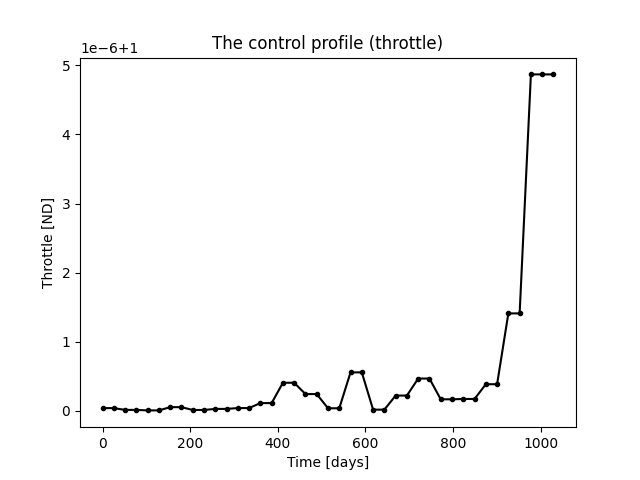 The control profile (throttle)
1e−6+1
5
4
3
2
1
0
Throttle [ND]
0 200 400 600 800 1000
Time [days]